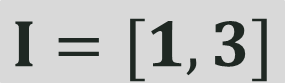 I = [1, 3]